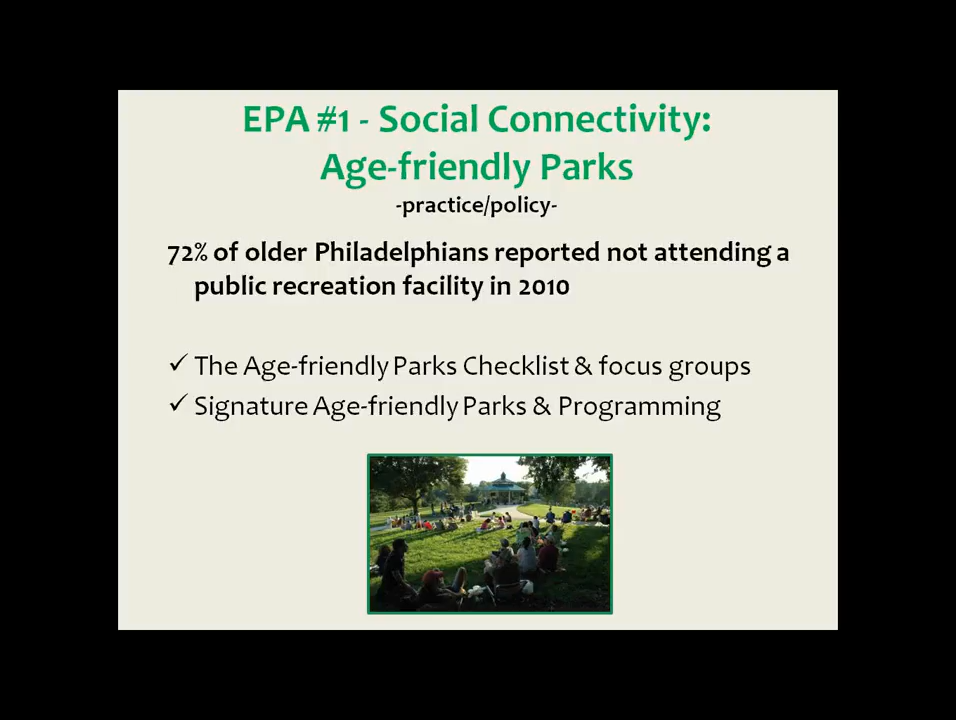 EPA #1 - Social Connectivity:
Age-friendly Parks
-practice/policy-
72% of older Philadelphians reported not attending a
public recreation facility in 2010
✓ The Age-friendly Parks Checklist & focus groups
✓ Signature Age-friendly Parks & Programming